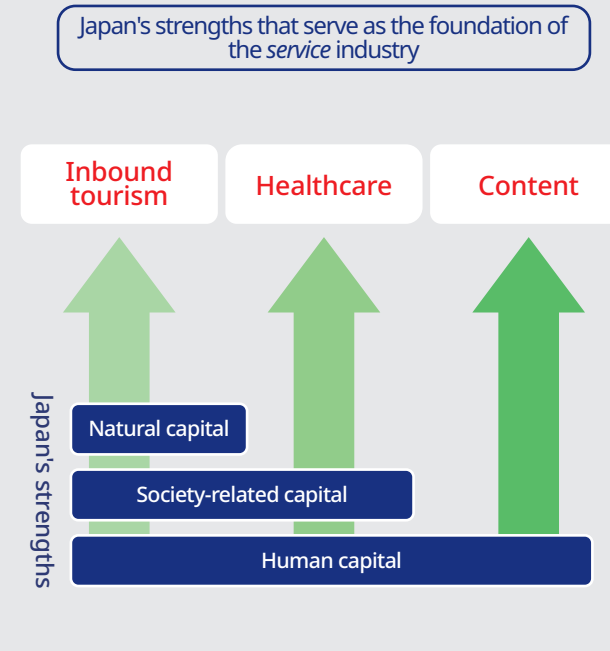 Japan's strengths that serve as the foundation of
the service industry
Inbound
tourism
Healthcare
Content
Japan's strengths
Natural capital
Society-related capital
Human capital